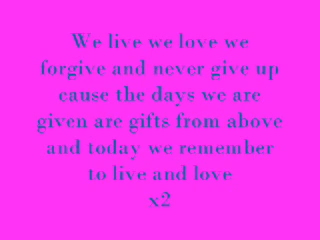 We live we love we
forgive and never give up
cause the days we are
given are gifts from above
and today we remember
to live and love
x2